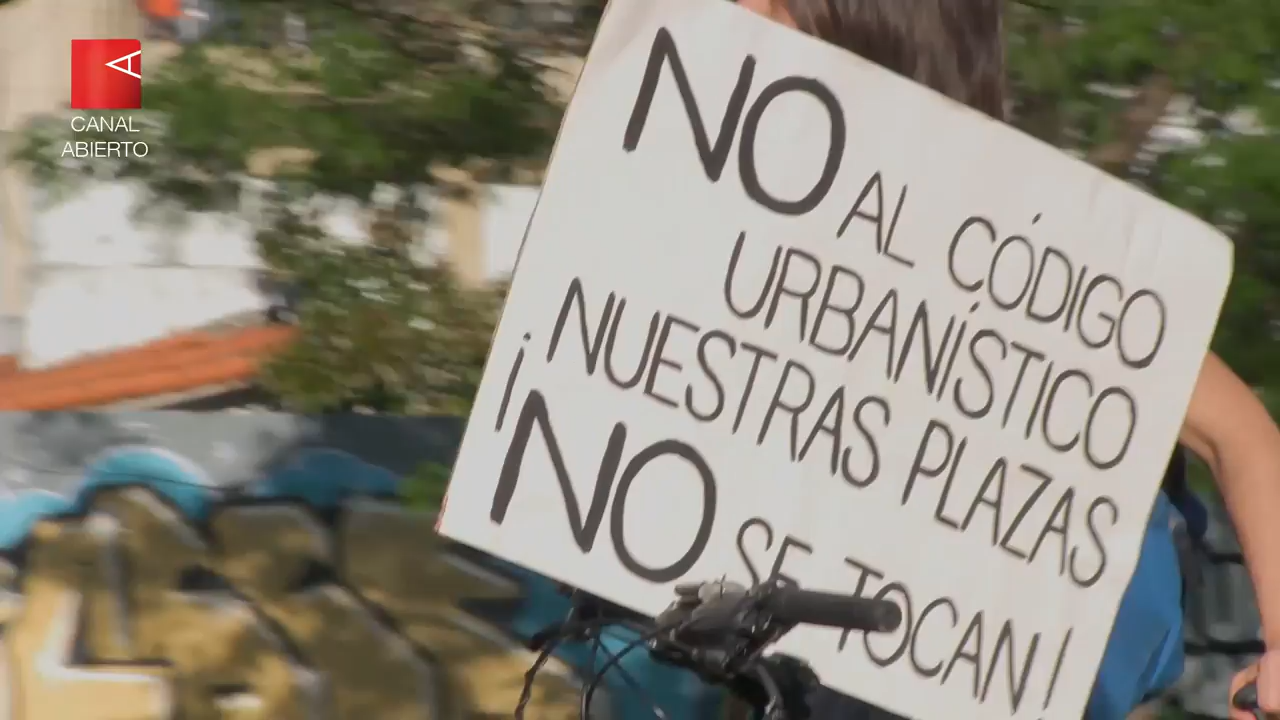 CANAL
ABIERTO
NO AL CÓDIGO
URBANÍSTICO
NUESTRAS PLAZAS
¡NO SE TOCAN!